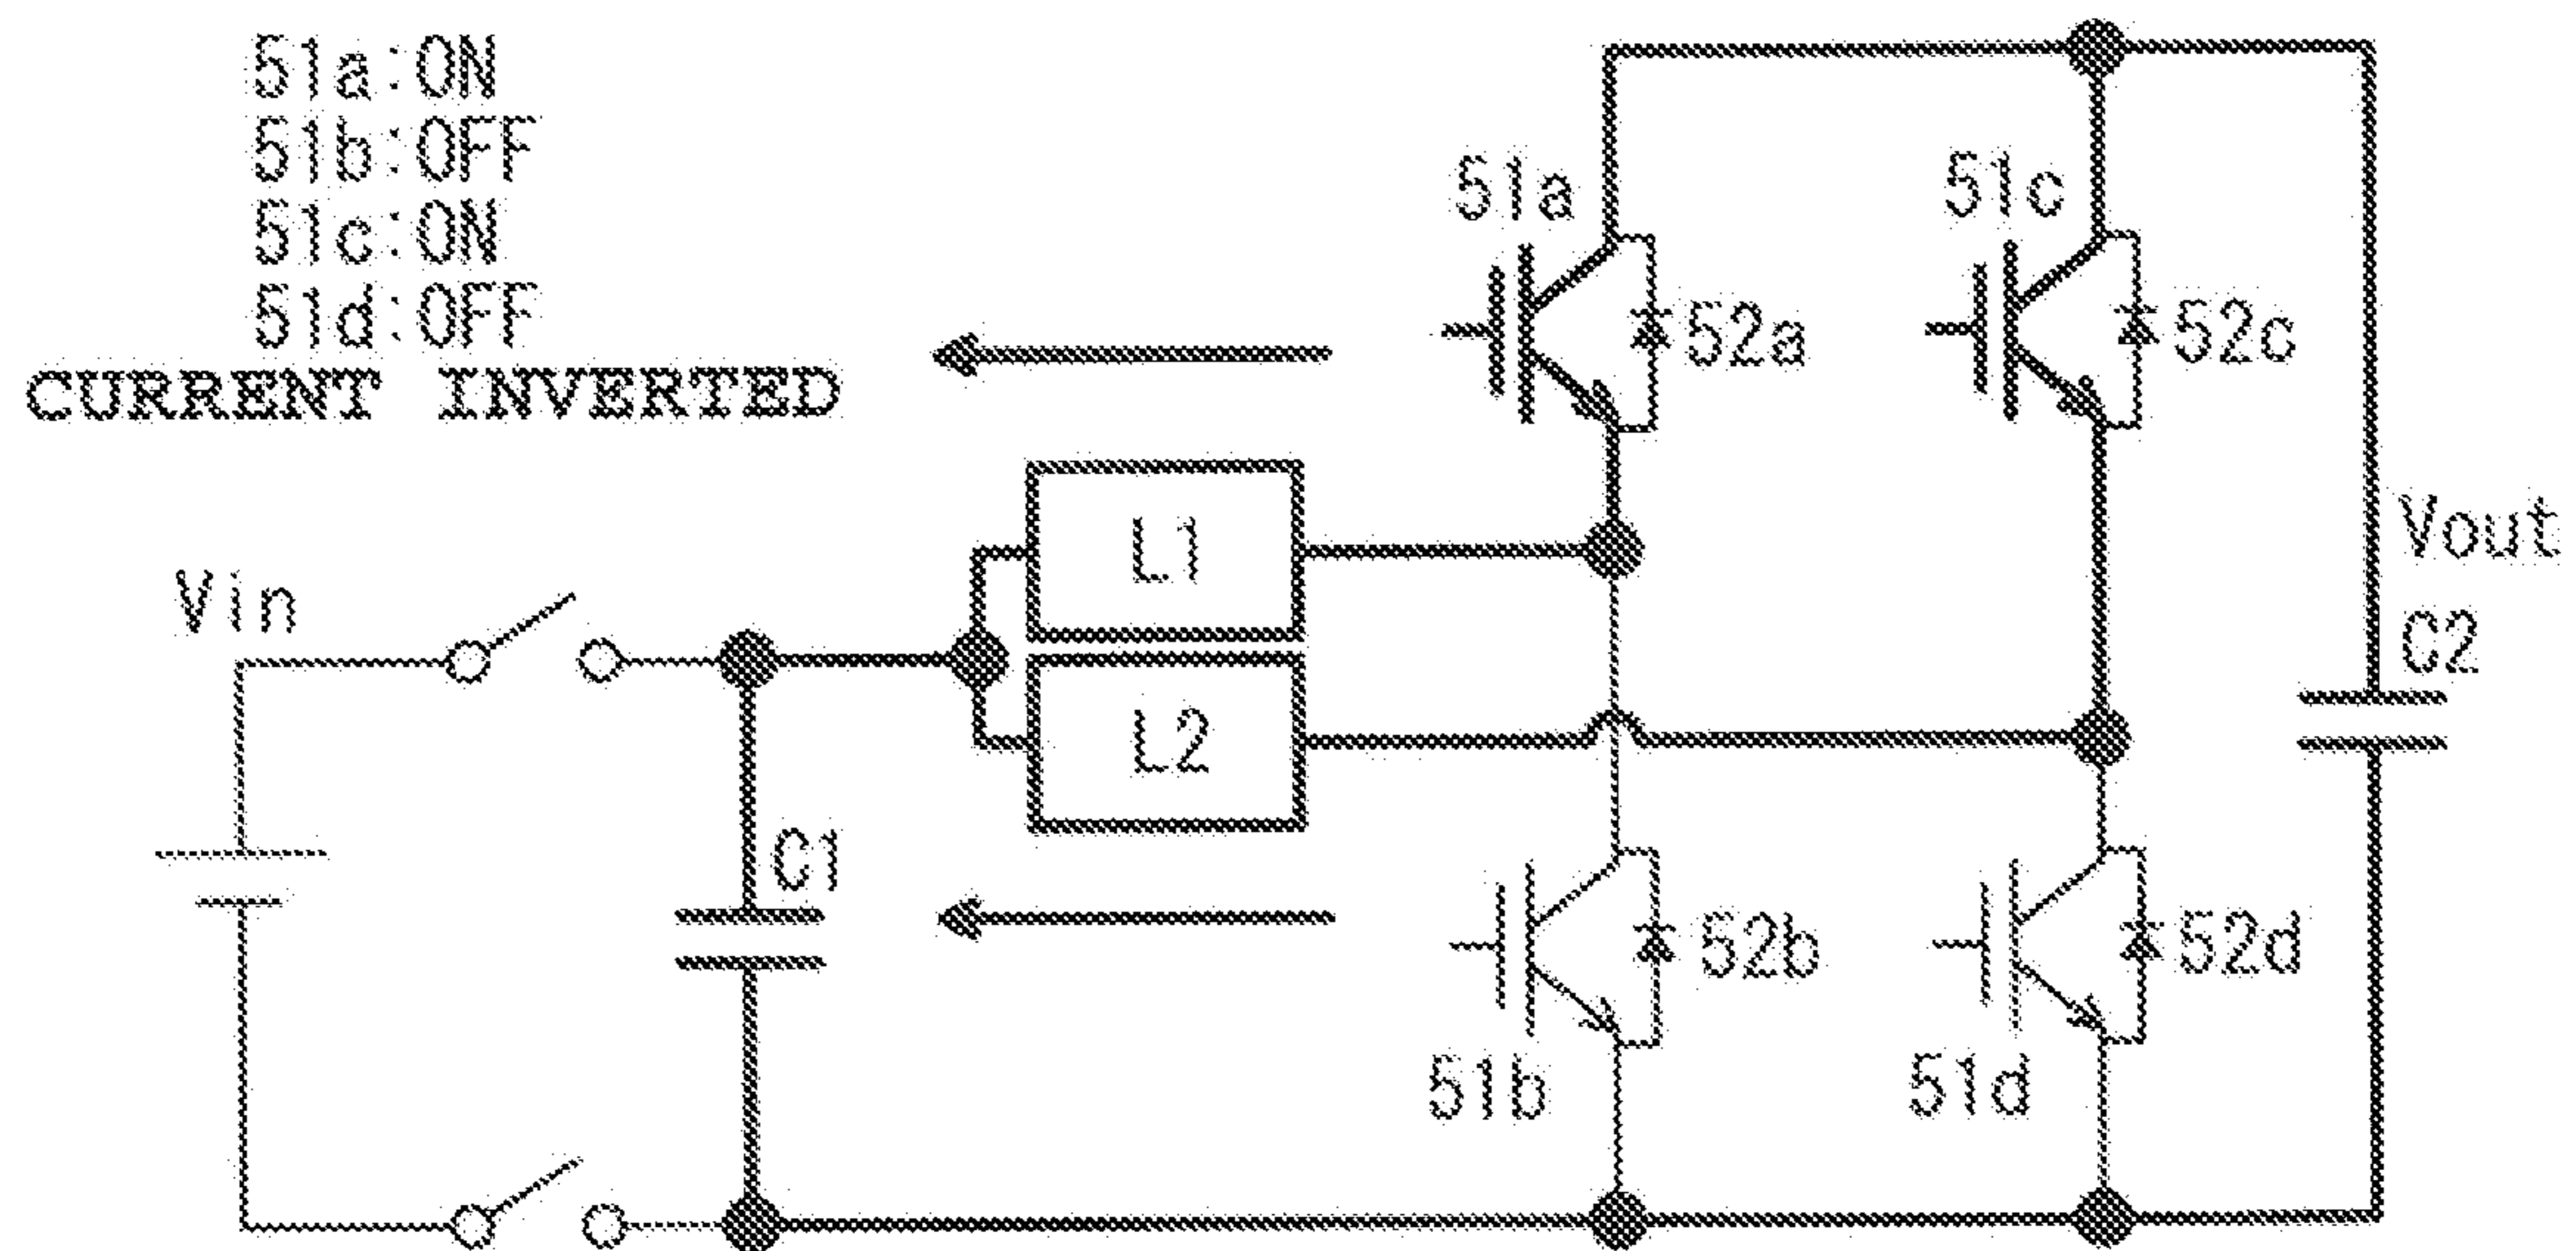 51a:ON
51b:OFF
51c:ON
51d:OFF
CURRENT INVERTED
51a
51c
52a
52c
L1
Vin
Vout
C2
L2
C1
52b
52d
51b
51d